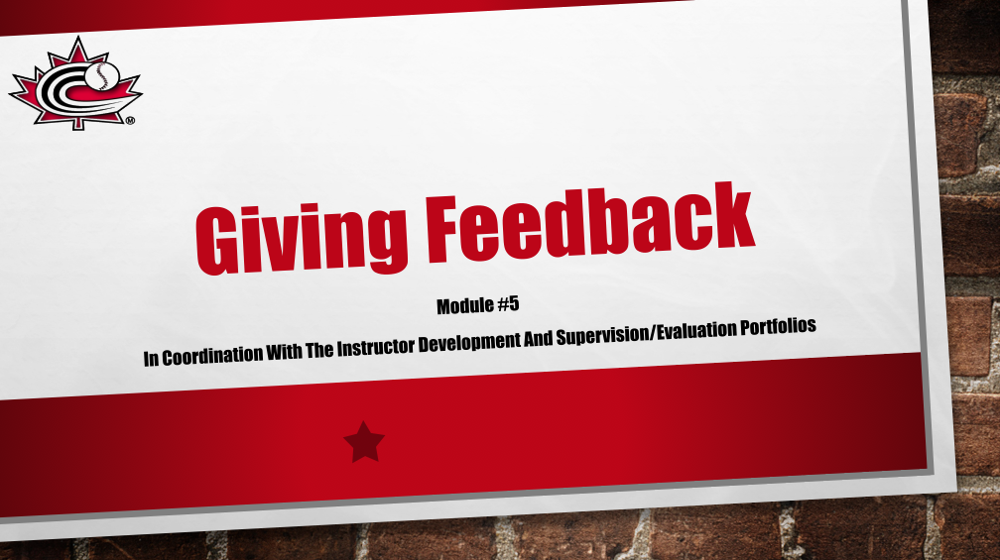 Giving Feedback
Module #5
In Coordination With The Instructor Development And Supervision/Evaluation Portfolios